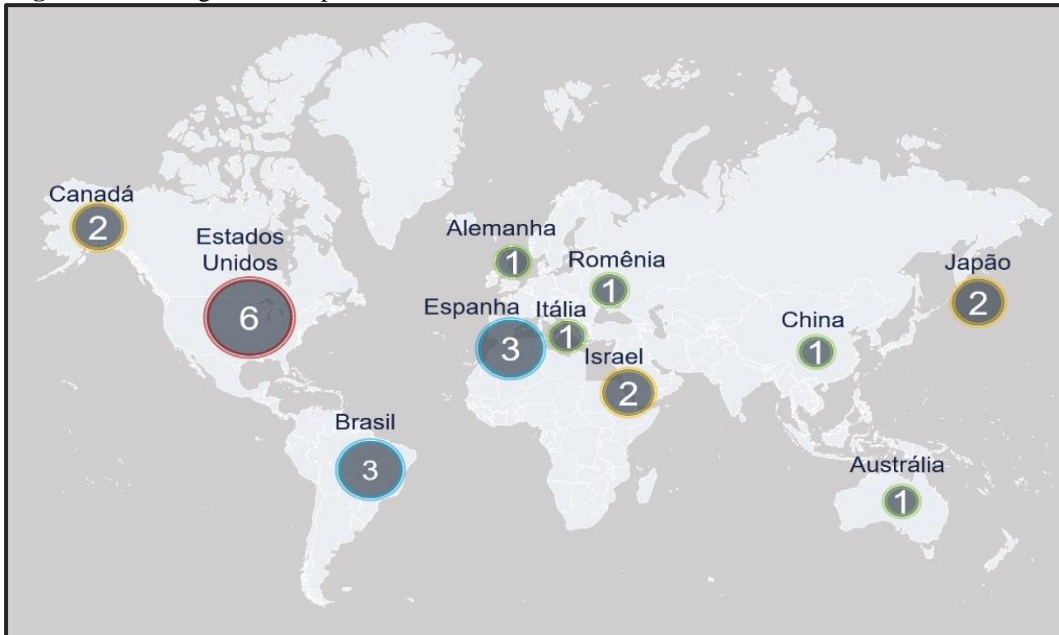 Canadá
2
Estados
Unidos
6
Alemanha
1
Romênia
1
Espanha
3
Itália
1
Israel
2
Japão
2
China
1
Brasil
3
Austrália
1